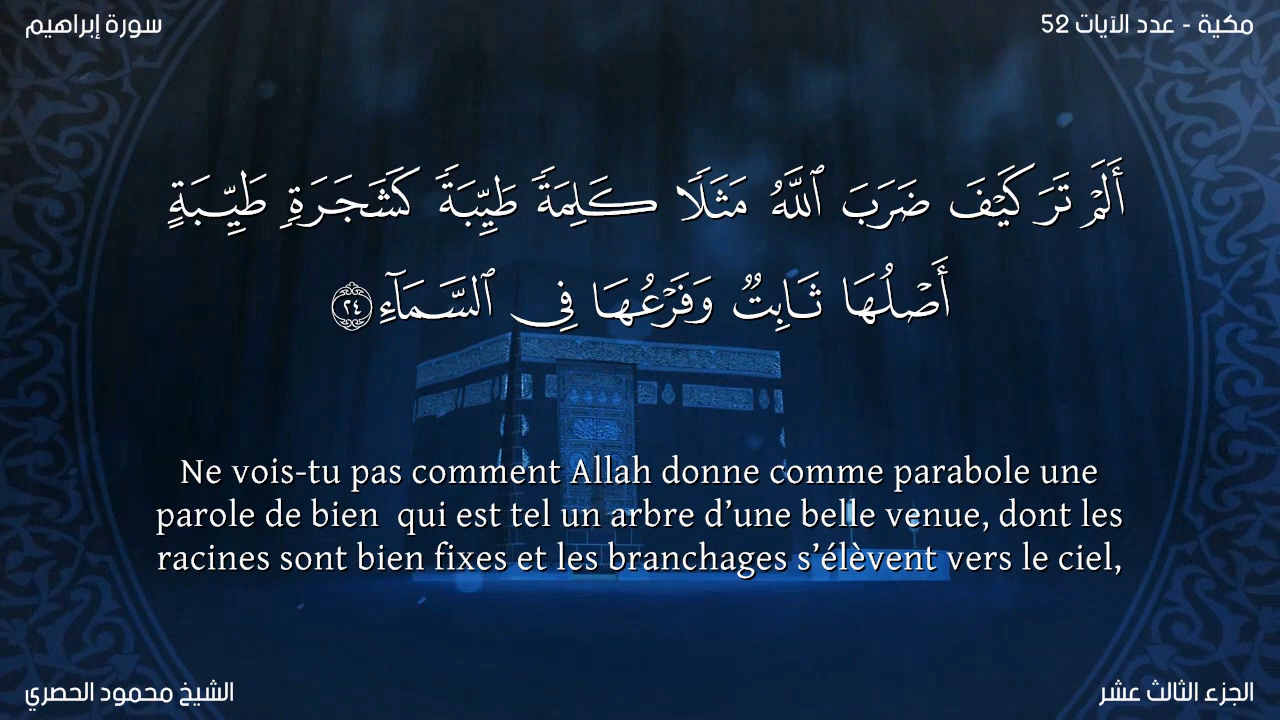 سورة إبراهيم
مكية - عدد الآيات 52
أَلَمْ تَرَ كَيْفَ ضَرَبَ ٱللَّهُ مَثَلًا كَلِمَةً طَيِّبَةً كَشَجَرَةٍ طَيِّبَةٍ
أَصْلُهَا ثَابِتٌ وَفَرْعُهَا فِى ٱلسَّمَآءِ ٢٤
Ne vois-tu pas comment Allah donne comme parabole une
parole de bien  qui est tel un arbre d’une belle venue, dont les
racines sont bien fixes et les branchages s’élèvent vers le ciel,
الشيخ محمود الحصري
الجزء الثالث عشر